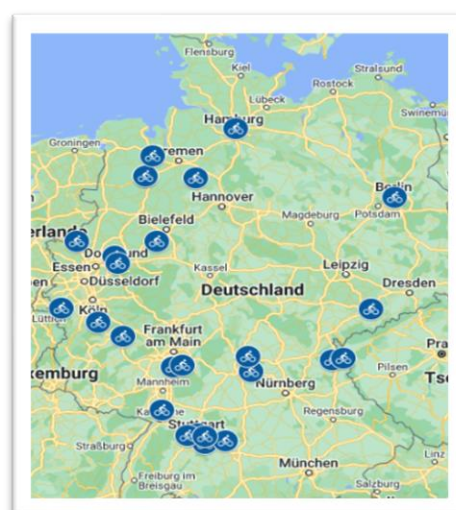 Flensburg
Kiel
Stralsund
Rostock
Lübeck
Hamburg
Groningen
Berlin
Hannover
Magdeburg
Potsdam
Bielefeld
Essen
Kassel
Leipzig
Düsseldorf
Deutschland
Dresden
Köln
Frankfurt
am Main
Pilsen
Mannheim
Nürnberg
Regensburg
Stuttgart
Straßburg
Linz
Freiburg im
Breisgau
München
Salzburg